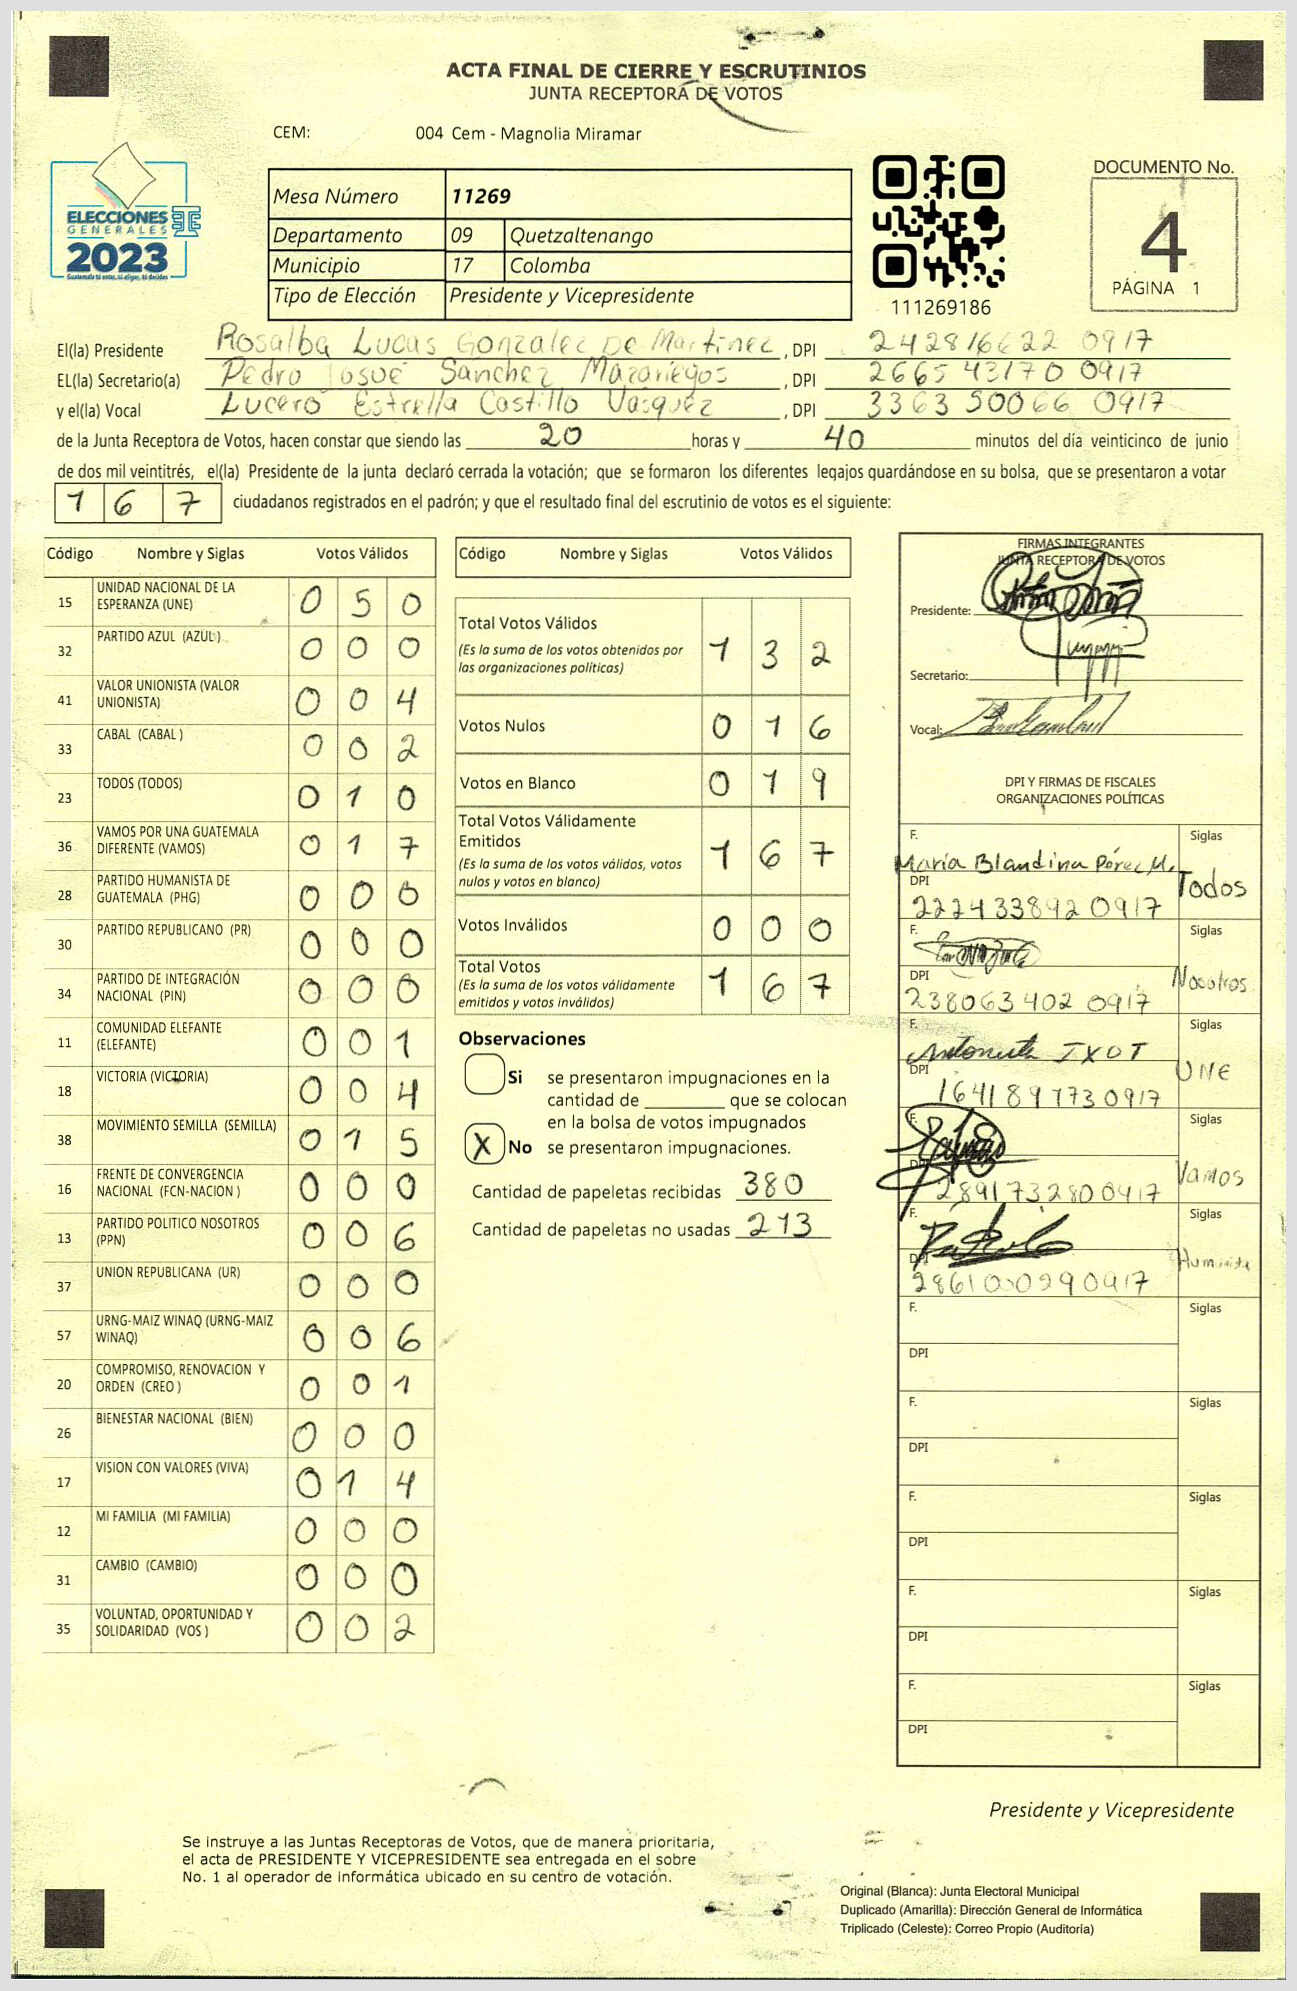 ACTA FINAL DE CIERRE Y ESCRUTINIOS
JUNTA RECEPTORA DE VOTOS
CEM: 004 Cem - Magnolia Miramar
DOCUMENTO No.
4
PÁGINA 1
ELECCIONES
GENERALES
2023
Mesa Número 11269
Departamento 09 Quetzaltenango
Municipio 17 Colomba
Tipo de Elección Presidente y Vicepresidente
111269186
El(la) Presidente Rosalba Lucas Gonzalez De Martinez, DPI 242816622 0917
EL(la) Secretario(a) Pedro Josué Sánchez Mazariegos, DPI 2665 43170 0917
y el(la) Vocal Lucero Estrella Castillo Vasquez, DPI 3363 50066 0917
de la Junta Receptora de Votos, hacen constar que siendo las 20 horas y 40 minutos del día veinticinco de junio
de dos mil veintitrés, el(la) Presidente de la junta declaró cerrada la votación; que se formaron los diferentes legajos guardándose en su bolsa, que se presentaron a votar
167 ciudadanos registrados en el padrón; y que el resultado final del escrutinio de votos es el siguiente:
Código Nombre y Siglas Votos Válidos
15 UNIDAD NACIONAL DE LA ESPERANZA (UNE) 0 5 0
32 PARTIDO AZUL (AZUL) 0 0 0
41 VALOR UNIONISTA (VALOR UNIONISTA) 0 0 4
33 CABAL (CABAL ) 0 0 2
23 TODOS (TODOS) 0 1 0
36 VAMOS POR UNA GUATEMALA DIFERENTE (VAMOS) 0 1 7
28 PARTIDO HUMANISTA DE GUATEMALA (PHG) 0 0 0
30 PARTIDO REPUBLICANO (PR) 0 0 0
34 PARTIDO DE INTEGRACIÓN NACIONAL (PIN) 0 0 0
11 COMUNIDAD ELEFANTE (ELEFANTE) 0 0 1
18 VICTORIA (VICTORIA) 0 0 4
38 MOVIMIENTO SEMILLA (SEMILLA) 0 1 5
16 FRENTE DE CONVERGENCIA NACIONAL (FCN-NACION ) 0 0 0
13 PARTIDO POLITICO NOSOTROS (PPN) 0 0 6
37 UNION REPUBLICANA (UR) 0 0 0
57 URNG-MAIZ WINAQ (URNG-MAIZ WINAQ) 0 0 6
20 COMPROMISO, RENOVACION Y ORDEN (CREO ) 0 0 1
26 BIENESTAR NACIONAL (BIEN) 0 0 0
17 VISION CON VALORES (VIVA) 0 1 4
12 MI FAMILIA (MI FAMILIA) 0 0 0
31 CAMBIO (CAMBIO) 0 0 0
35 VOLUNTAD, OPORTUNIDAD Y SOLIDARIDAD (VOS ) 0 0 2
Código Nombre y Siglas Votos Válidos
Total Votos Válidos 1 3 2
(Es la suma de los votos obtenidos por
las organizaciones políticas)
Votos Nulos 0 1 6
Votos en Blanco 0 1 9
Total Votos Válidamente
Emitidos 1 6 7
(Es la suma de los votos válidos, votos
nulos y votos en blanco)
Votos Inválidos 0 0 0
Total Votos 1 6 7
(Es la suma de los votos válidamente
emitidos y votos inválidos)
Observaciones
Si se presentaron impugnaciones en la
cantidad de ________ que se colocan
en la bolsa de votos impugnados
X No se presentaron impugnaciones.
Cantidad de papeletas recibidas 380
Cantidad de papeletas no usadas 213
FIRMAS INTEGRANTES
JUNTA RECEPTORA DE VOTOS
Presidente:
Secretario:
Vocal:
DPI Y FIRMAS DE FISCALES
ORGANIZACIONES POLÍTICAS
F. Siglas
María Blandina Pérez M. Todos
DPI
222433892 0917
F. Siglas
DPI Nosotros
238063402 0917
F. Siglas
Antonieta IXOT UNE
DPI
1641897730917
F. Siglas
DPI Vamos
2891732800917
F. Siglas
DPI
2861000290917
F. Siglas
DPI
F. Siglas
DPI
F. Siglas
DPI
F. Siglas
DPI
F. Siglas
DPI
Presidente y Vicepresidente
Se instruye a las Juntas Receptoras de Votos, que de manera prioritaria,
el acta de PRESIDENTE Y VICEPRESIDENTE sea entregada en el sobre
No. 1 al operador de informática ubicado en su centro de votación.
Original (Blanca): Junta Electoral Municipal
Duplicado (Amarilla): Dirección General de Informática
Triplicado (Celeste): Correo Propio (Auditoría)